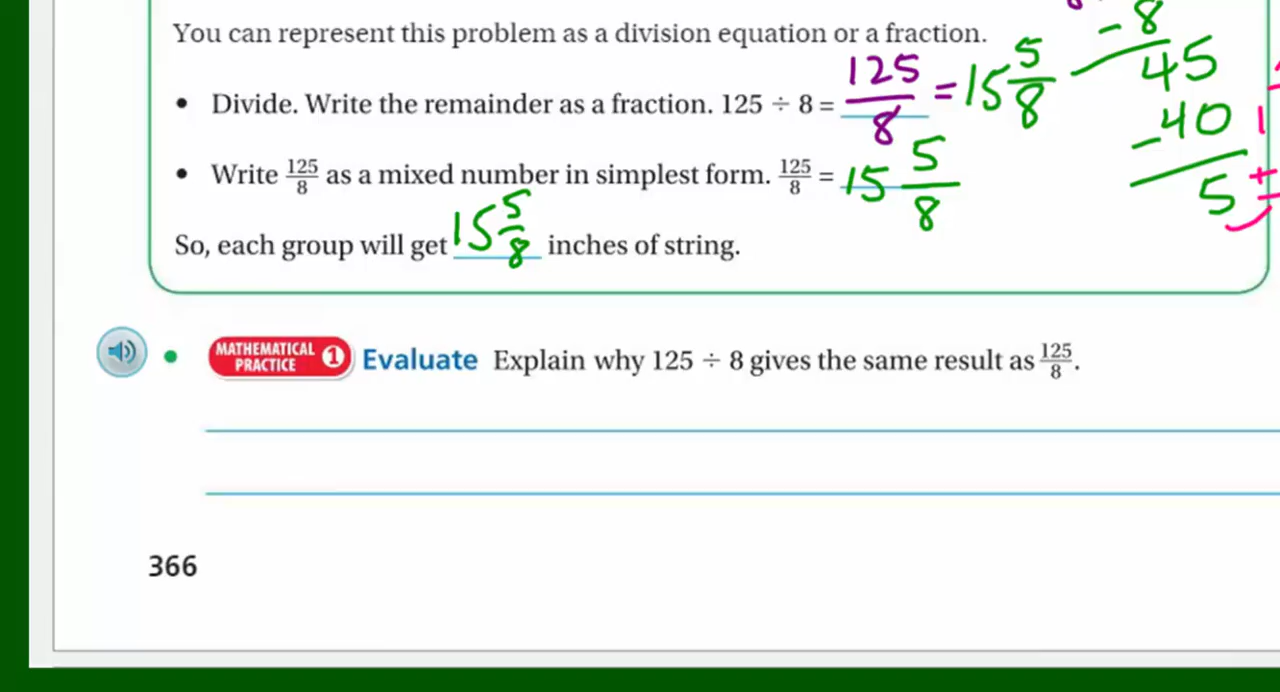 You can represent this problem as a division equation or a fraction.
- 8
• Divide. Write the remainder as a fraction. 125 ÷ 8 = 125/8 = 15 5/8
45
- 40
• Write 125/8 as a mixed number in simplest form. 125/8 = 15 5/8
5
So, each group will get 15 5/8 inches of string.
MATHEMATICAL PRACTICE 1 Evaluate Explain why 125 ÷ 8 gives the same result as 125/8.
366